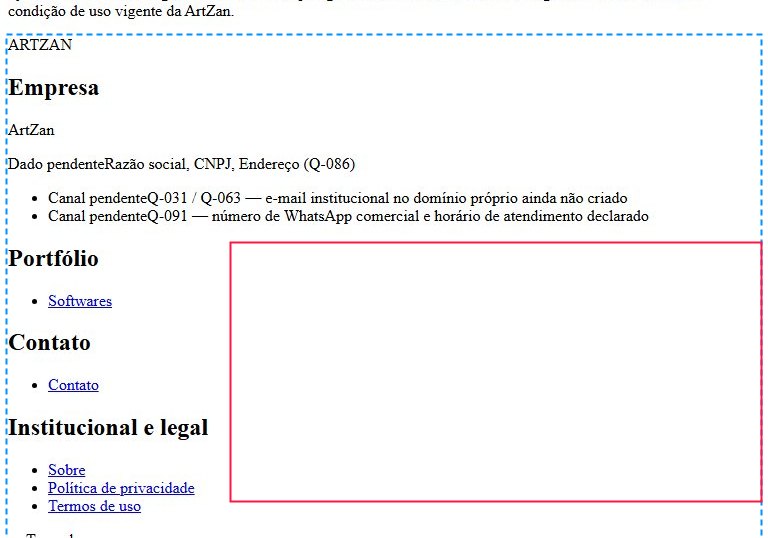 condição de uso vigente da ArtZan.
ARTZAN
Empresa
ArtZan
Dado pendenteRazão social, CNPJ, Endereço (Q-086)
Canal pendenteQ-031 / Q-063 — e-mail institucional no domínio próprio ainda não criado
Canal pendenteQ-091 — número de WhatsApp comercial e horário de atendimento declarado
Portfólio
Softwares
Contato
Contato
Institucional e legal
Sobre
Política de privacidade
Termos de uso